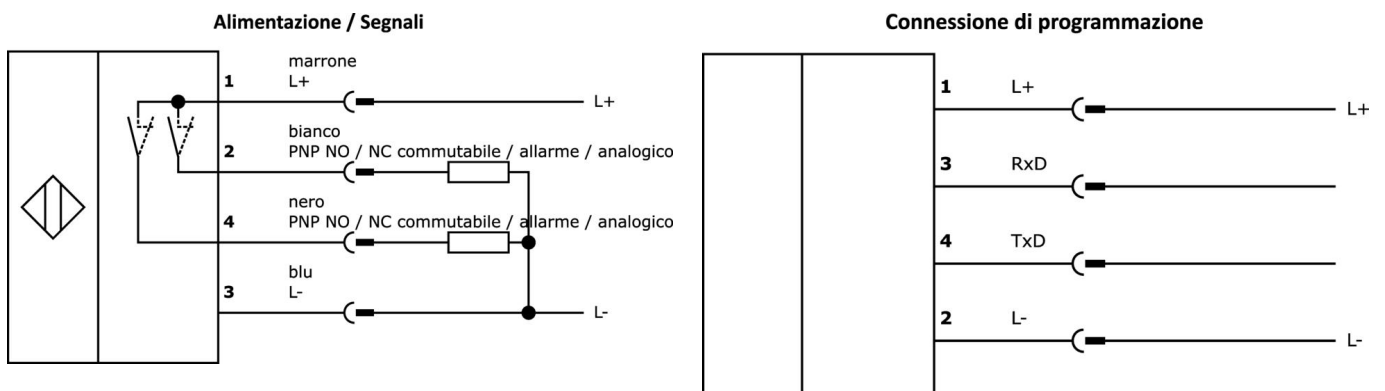 Alimentazione / Segnali
marrone
1 L+
L+
bianco
2 PNP NO / NC commutabile / allarme / analogico
nero
4 PNP NO / NC commutabile / allarme / analogico
blu
3 L-
L-
Connessione di programmazione
1 L+
L+
3 RxD
4 TxD
2 L-
L-